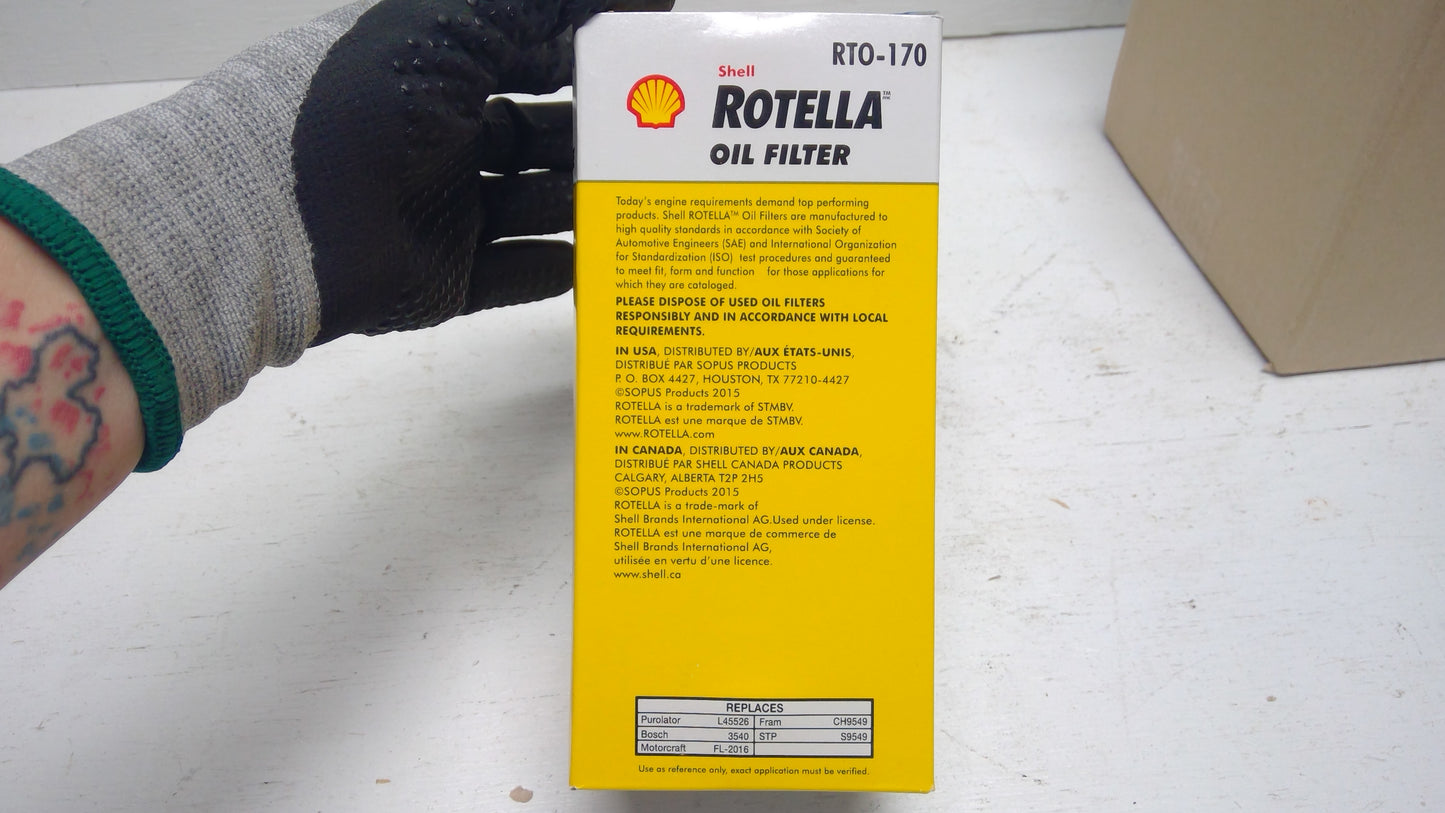 RTO-170
Shell
ROTELLA™
MK
OIL FILTER
Today's engine requirements demand top performing
products. Shell ROTELLA™ Oil Filters are manufactured to
high quality standards in accordance with Society of
Automotive Engineers (SAE) and International Organization
for Standardization (ISO) test procedures and guaranteed
to meet fit, form and function for those applications for
which they are cataloged.
PLEASE DISPOSE OF USED OIL FILTERS
RESPONSIBLY AND IN ACCORDANCE WITH LOCAL
REQUIREMENTS.
IN USA, DISTRIBUTED BY/AUX ÉTATS-UNIS,
DISTRIBUÉ PAR SOPUS PRODUCTS
P. O. BOX 4427, HOUSTON, TX 77210-4427
©SOPUS Products 2015
ROTELLA is a trademark of STMBV.
ROTELLA est une marque de STMBV.
www.ROTELLA.com
IN CANADA, DISTRIBUTED BY/AUX CANADA,
DISTRIBUÉ PAR SHELL CANADA PRODUCTS
CALGARY, ALBERTA T2P 2H5
©SOPUS Products 2015
ROTELLA is a trade-mark of
Shell Brands International AG.Used under license.
ROTELLA est une marque de commerce de
Shell Brands International AG,
utilisée en vertu d'une licence.
www.shell.ca
REPLACES
Purolator L45526 Fram CH9549
Bosch 3540 STP S9549
Motorcraft FL-2016
Use as reference only, exact application must be verified.